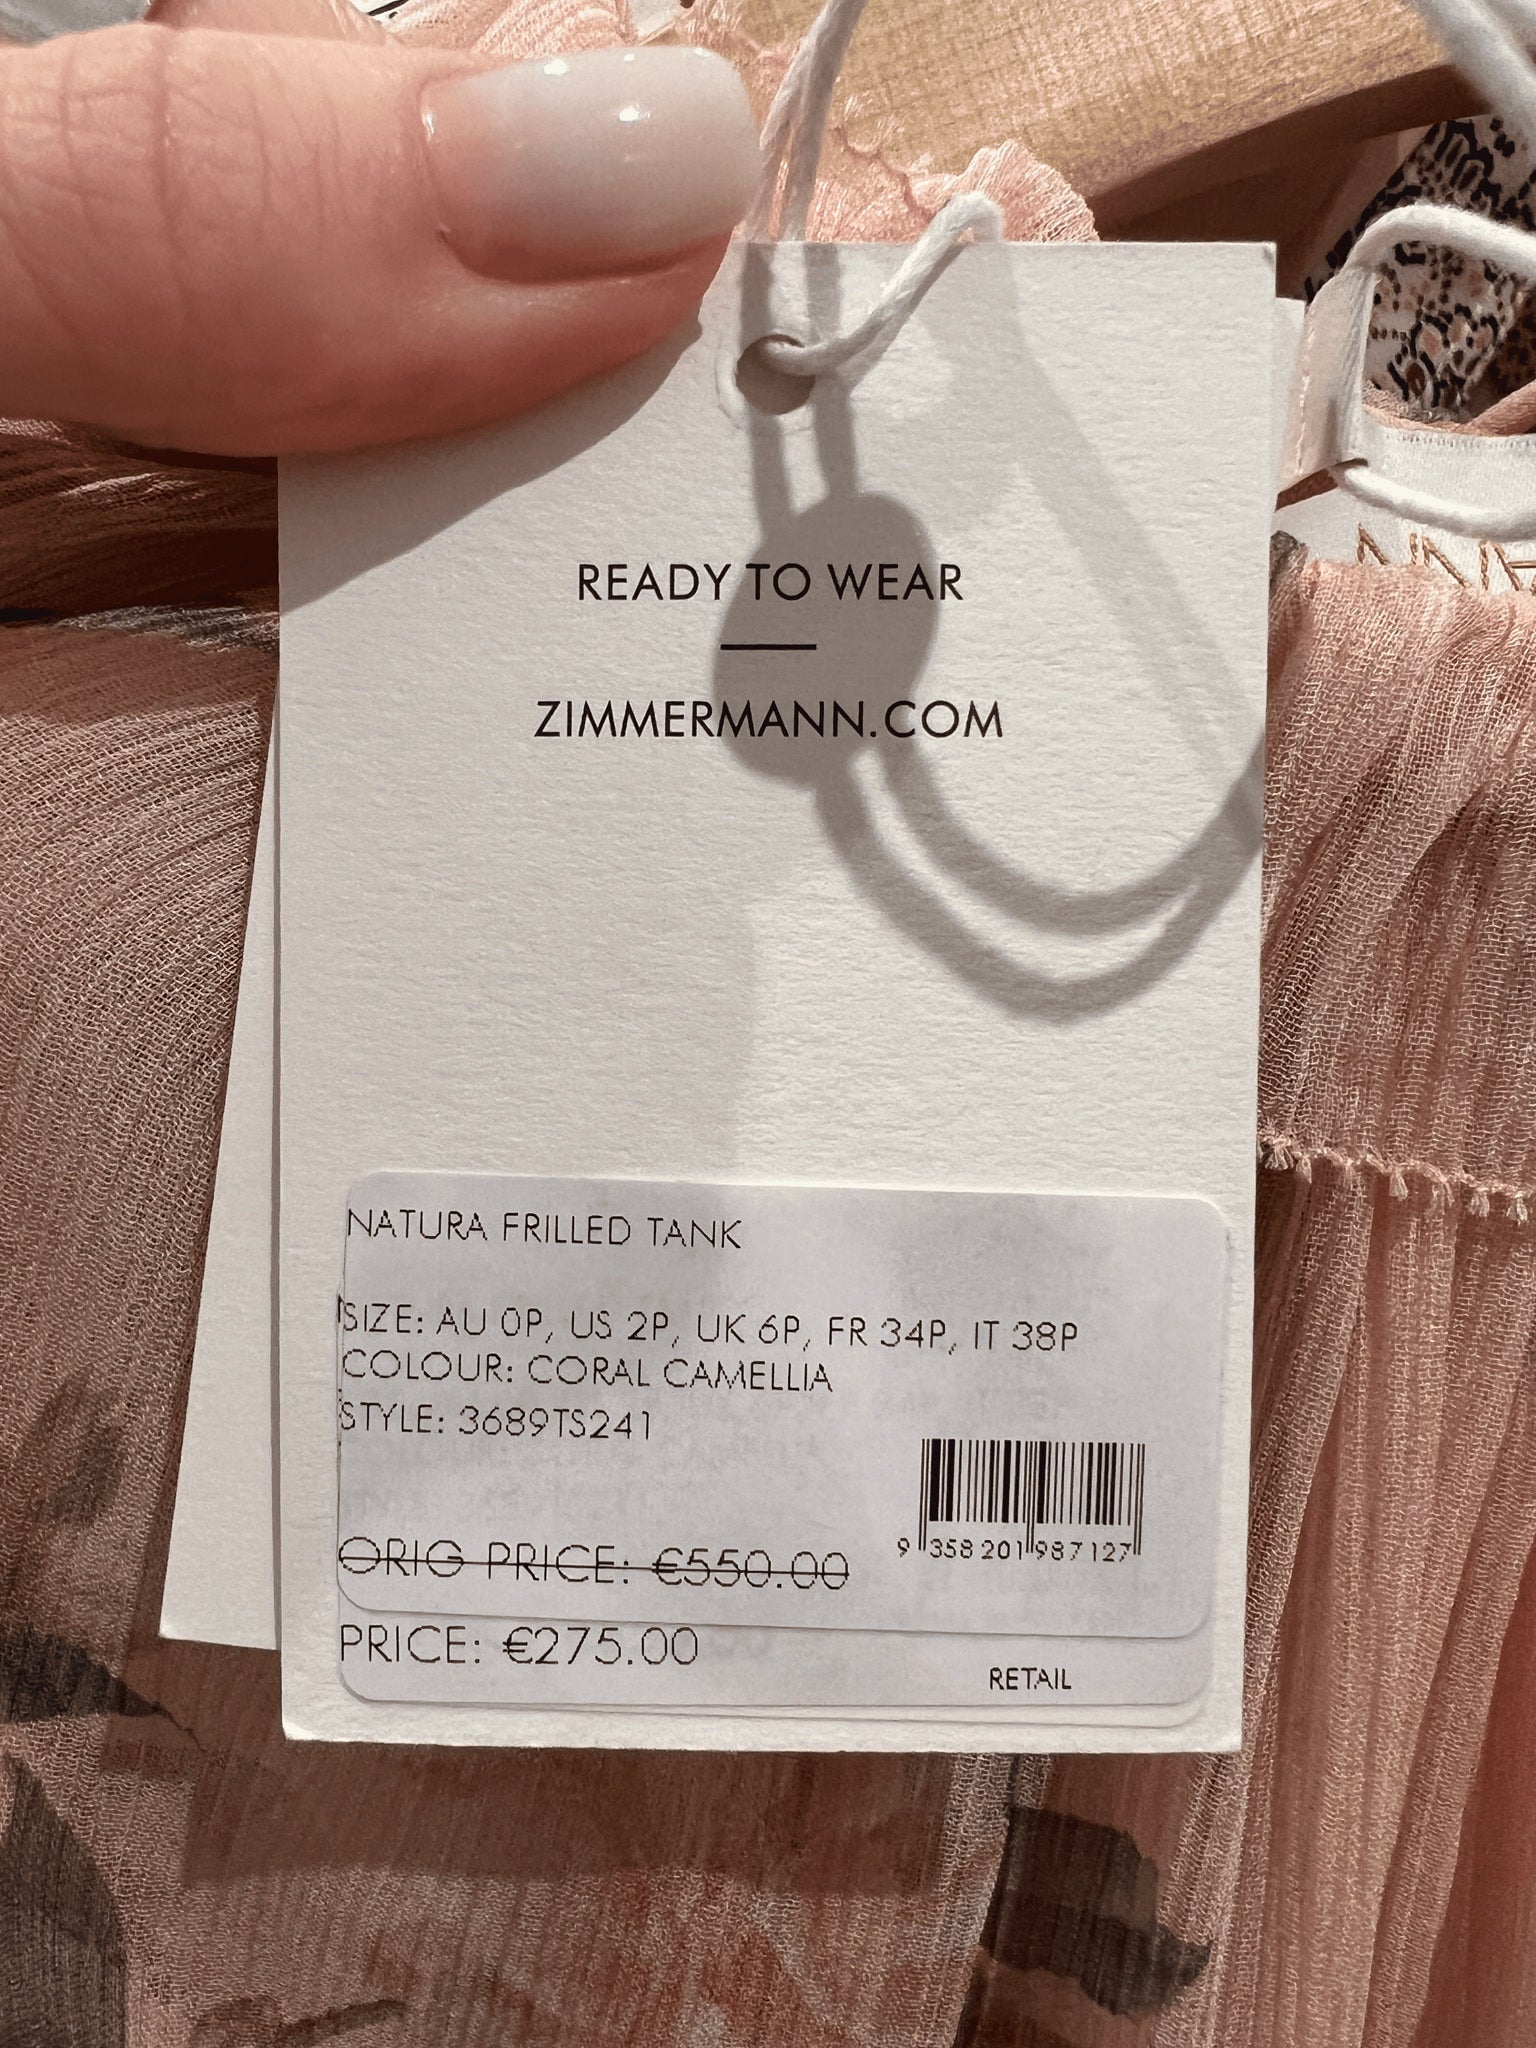 READY TO WEAR
ZIMMERMANN.COM
NATURA FRILLED TANK
SIZE: AU 0P, US 2P, UK 6P, FR 34P, IT 38P
COLOUR: CORAL CAMELLIA
STYLE: 3689TS241
ORIG PRICE: €550.00
9 358201 987127
PRICE: €275.00
RETAIL